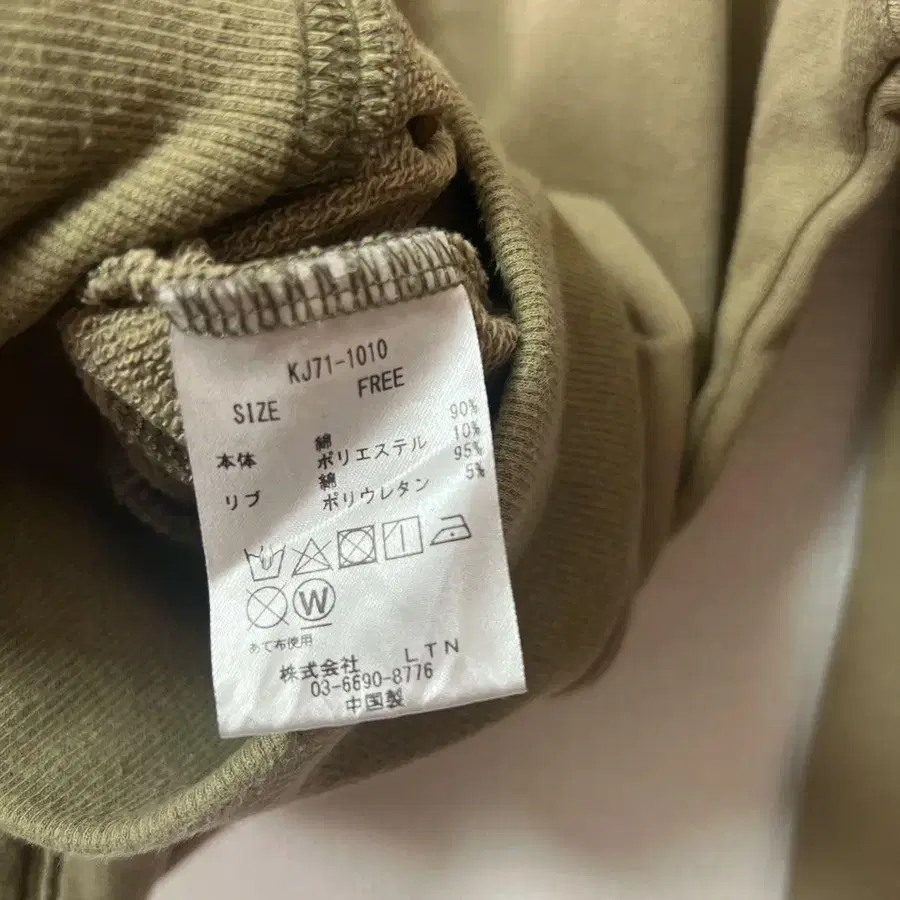 KJ71-1010
SIZE FREE
本体 綿 90%
ポリエステル 10%
リブ 綿 95%
ポリウレタン 5%
W
あて布使用
株式会社 LTN
03-6690-8776
中国製